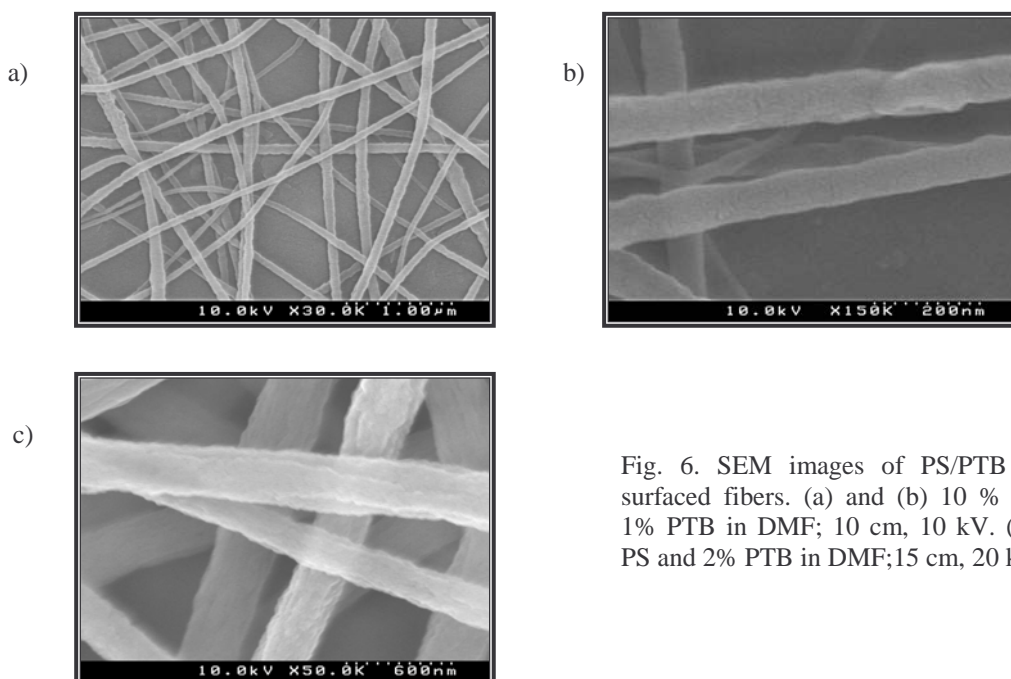 a)
b)
10.0kV X30.0K 1.00µm
10.0kV X150K 200nm
c)
Fig. 6. SEM images of PS/PTB
surfaced fibers. (a) and (b) 10 %
1% PTB in DMF; 10 cm, 10 kV. (
PS and 2% PTB in DMF;15 cm, 20
10.0kV X50.0K 600nm